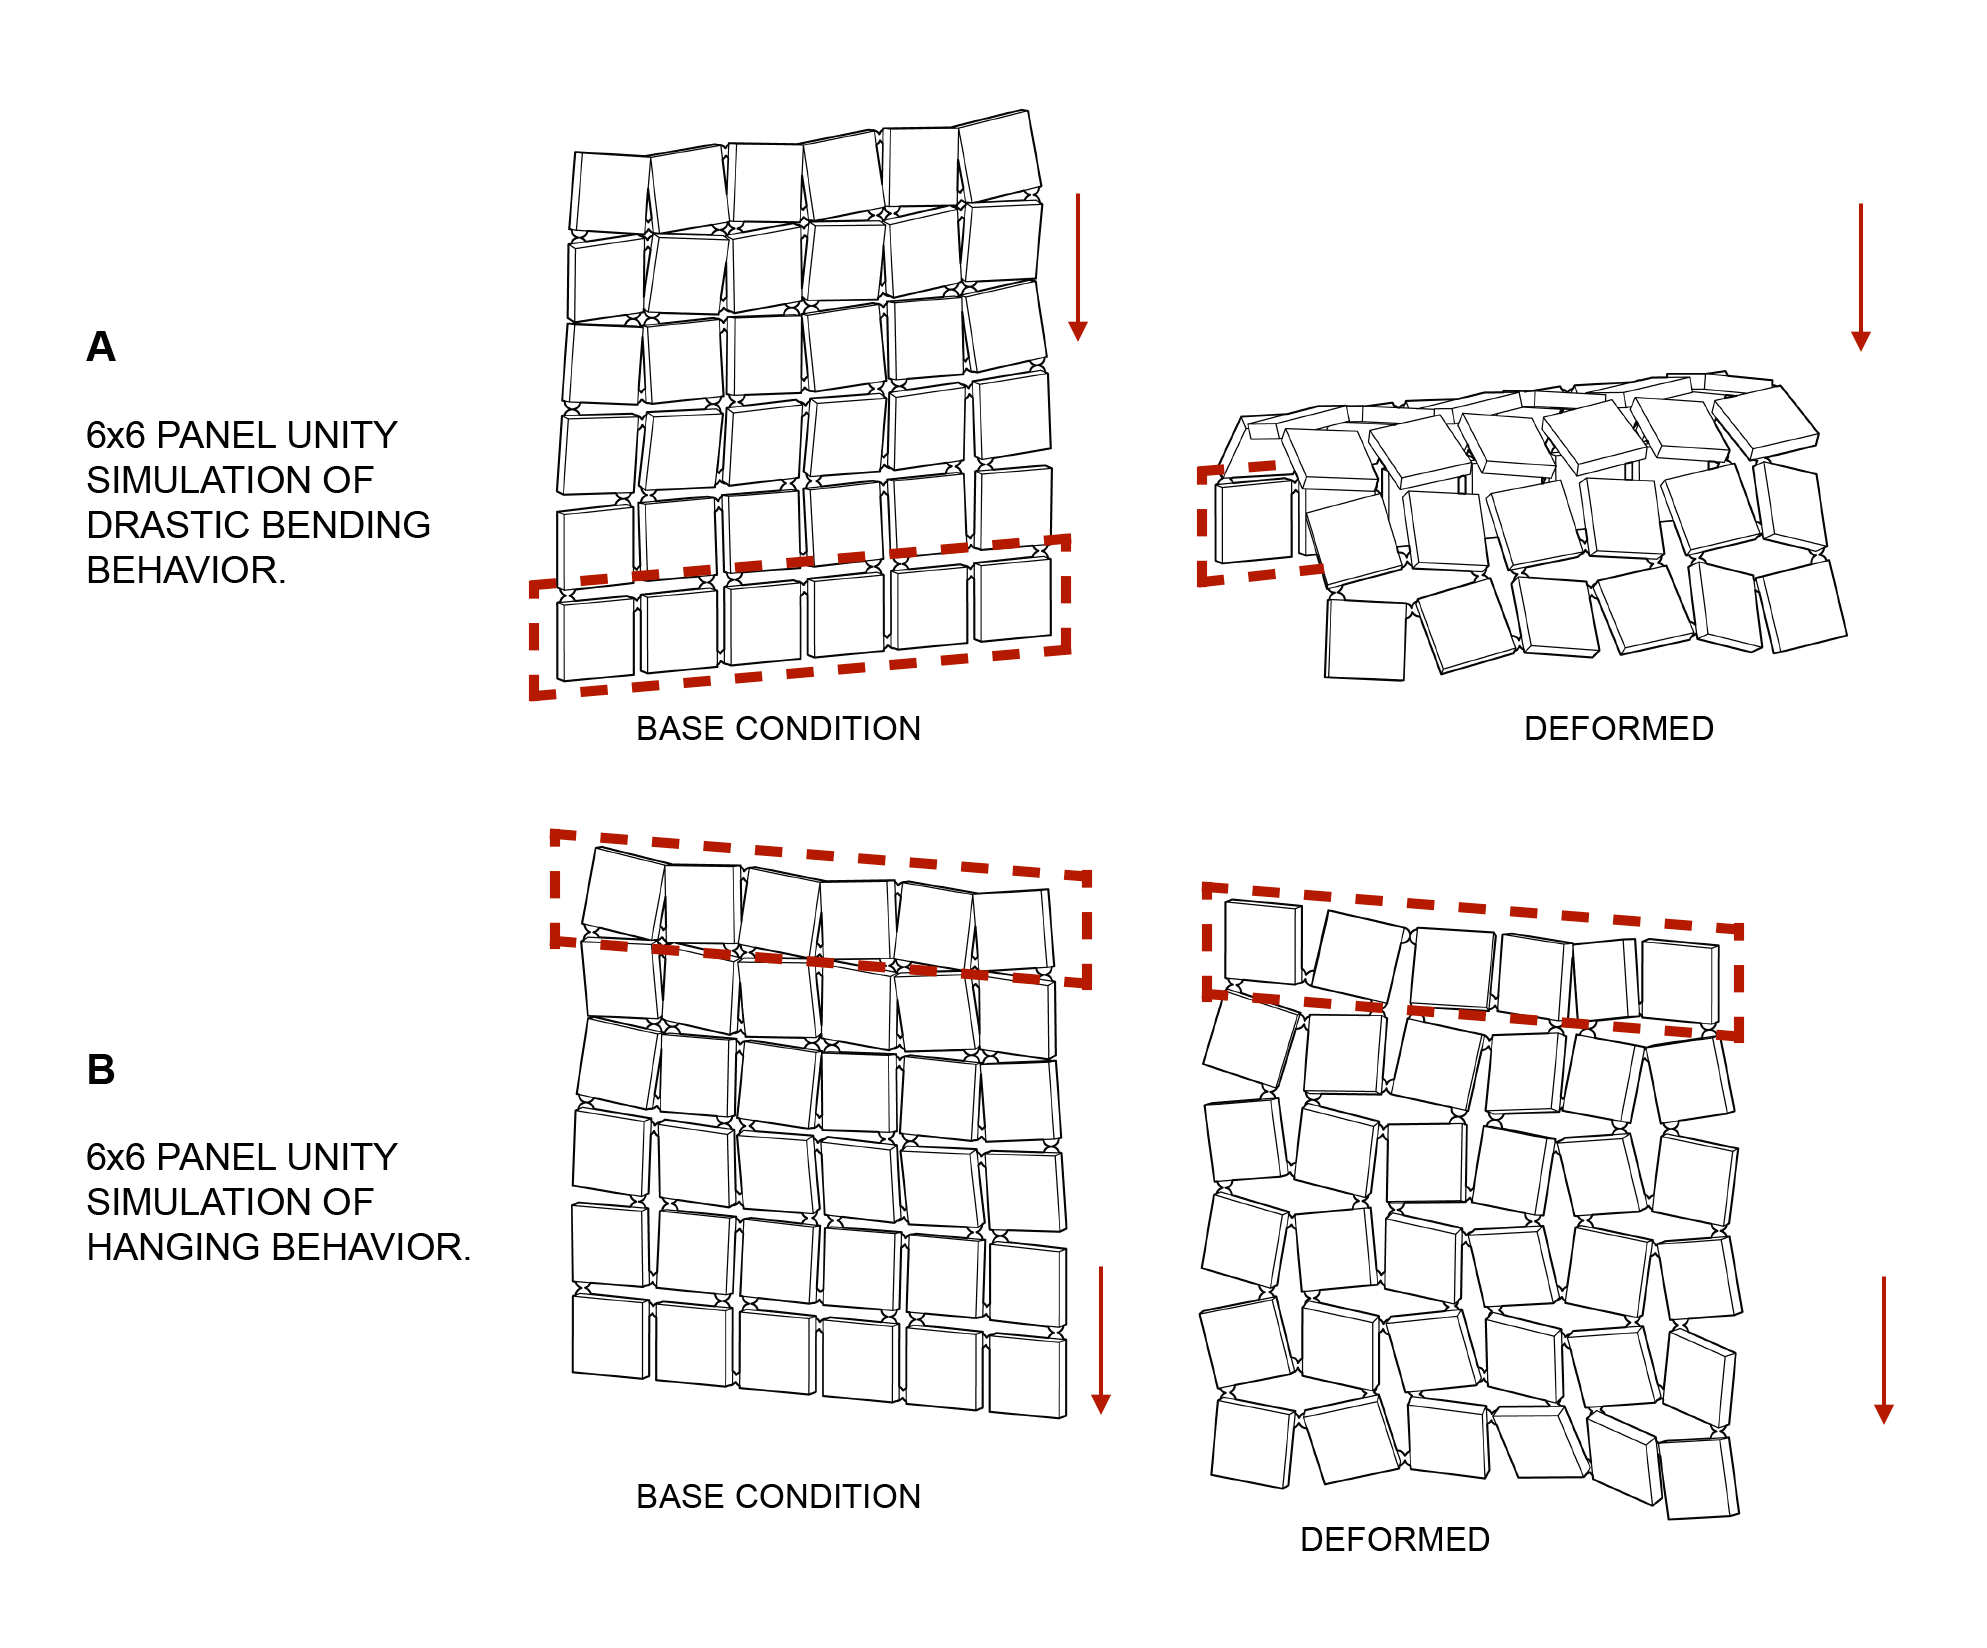 A
6x6 PANEL UNITY
SIMULATION OF
DRASTIC BENDING
BEHAVIOR.
BASE CONDITION
DEFORMED
B
6x6 PANEL UNITY
SIMULATION OF
HANGING BEHAVIOR.
BASE CONDITION
DEFORMED